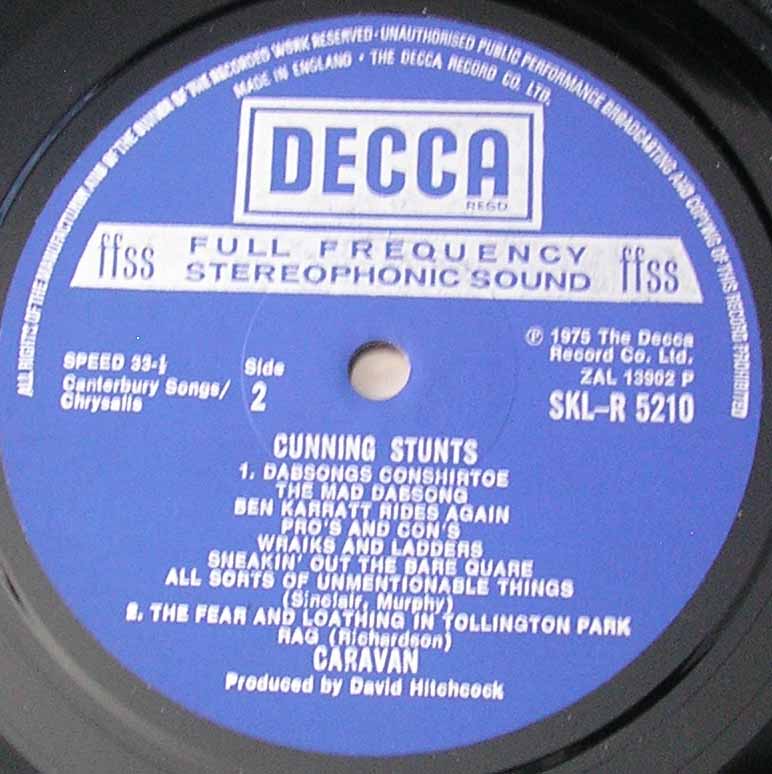 ALL RIGHTS OF THE MANUFACTURER AND OF THE OWNER OF THE RECORDED WORK RESERVED · UNAUTHORISED PUBLIC PERFORMANCE BROADCASTING AND COPYING OF THIS RECORD PROHIBITED
MADE IN ENGLAND · THE DECCA RECORD CO. LTD.
DECCA
REGD
ffss FULL FREQUENCY STEREOPHONIC SOUND ffss
SPEED 33-⅓
Canterbury Songs/
Chrysalis
Side
2
℗ 1975 The Decca
Record Co. Ltd.
ZAL 13902 P
SKL-R 5210
CUNNING STUNTS
1. DABSONGS CONSHIRTOE
THE MAD DABSONG
BEN KARRATT RIDES AGAIN
PRO'S AND CON'S
WRAIKS AND LADDERS
SNEAKIN' OUT THE BARE QUARE
ALL SORTS OF UNMENTIONABLE THINGS
(Sinclair, Murphy)
2. THE FEAR AND LOATHING IN TOLLINGTON PARK
RAG (Richardson)
CARAVAN
Produced by David Hitchcock